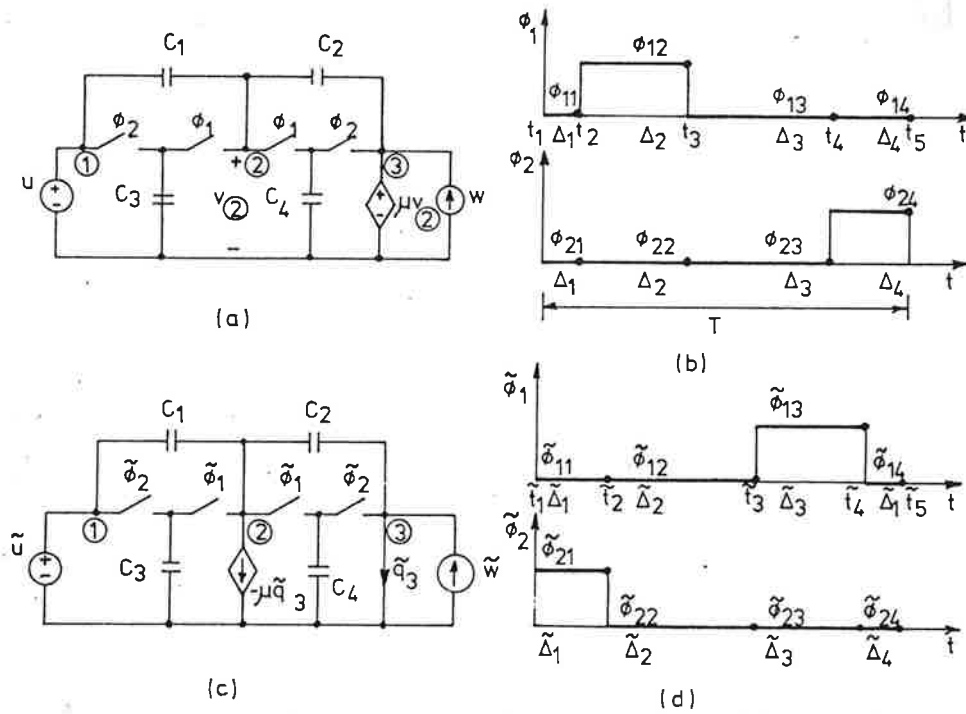 C1 C2
ϕ2 ϕ1 ϕ1 ϕ2
1 + 2 3
u + - C3 v2 C4 + - μv2 w
-
(a)
ϕ1
ϕ11 ϕ12 ϕ13 ϕ14
t1 Δ1 t2 Δ2 t3 Δ3 t4 Δ4 t5 t
ϕ2
ϕ21 ϕ22 ϕ23 ϕ24
Δ1 Δ2 Δ3 Δ4 t
T
(b)
C1 C2
ϕ̃2 ϕ̃1 ϕ̃1 ϕ̃2
1 2 3
ũ + - C3 -μq̃3 C4 q̃3 w̃
(c)
ϕ̃1
ϕ̃11 ϕ̃12 ϕ̃13 ϕ̃14
t̃1 Δ̃1 t̃2 Δ̃2 t̃3 Δ̃3 t̃4 Δ̃1 t̃5 t
ϕ̃2
ϕ̃21 ϕ̃22 ϕ̃23 ϕ̃24
Δ̃1 Δ̃2 Δ̃3 Δ̃4 t
(d)